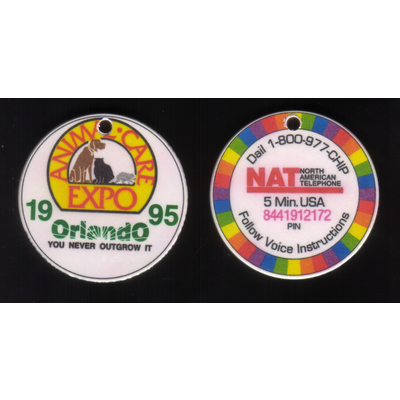 ANIMAL CARE
EXPO
19 95
Orlando
YOU NEVER OUTGROW IT
Dail 1-800-977-CHIP
NAT NORTH
AMERICAN
TELEPHONE
5 Min. USA
8441912172
PIN
Follow Voice Instructions